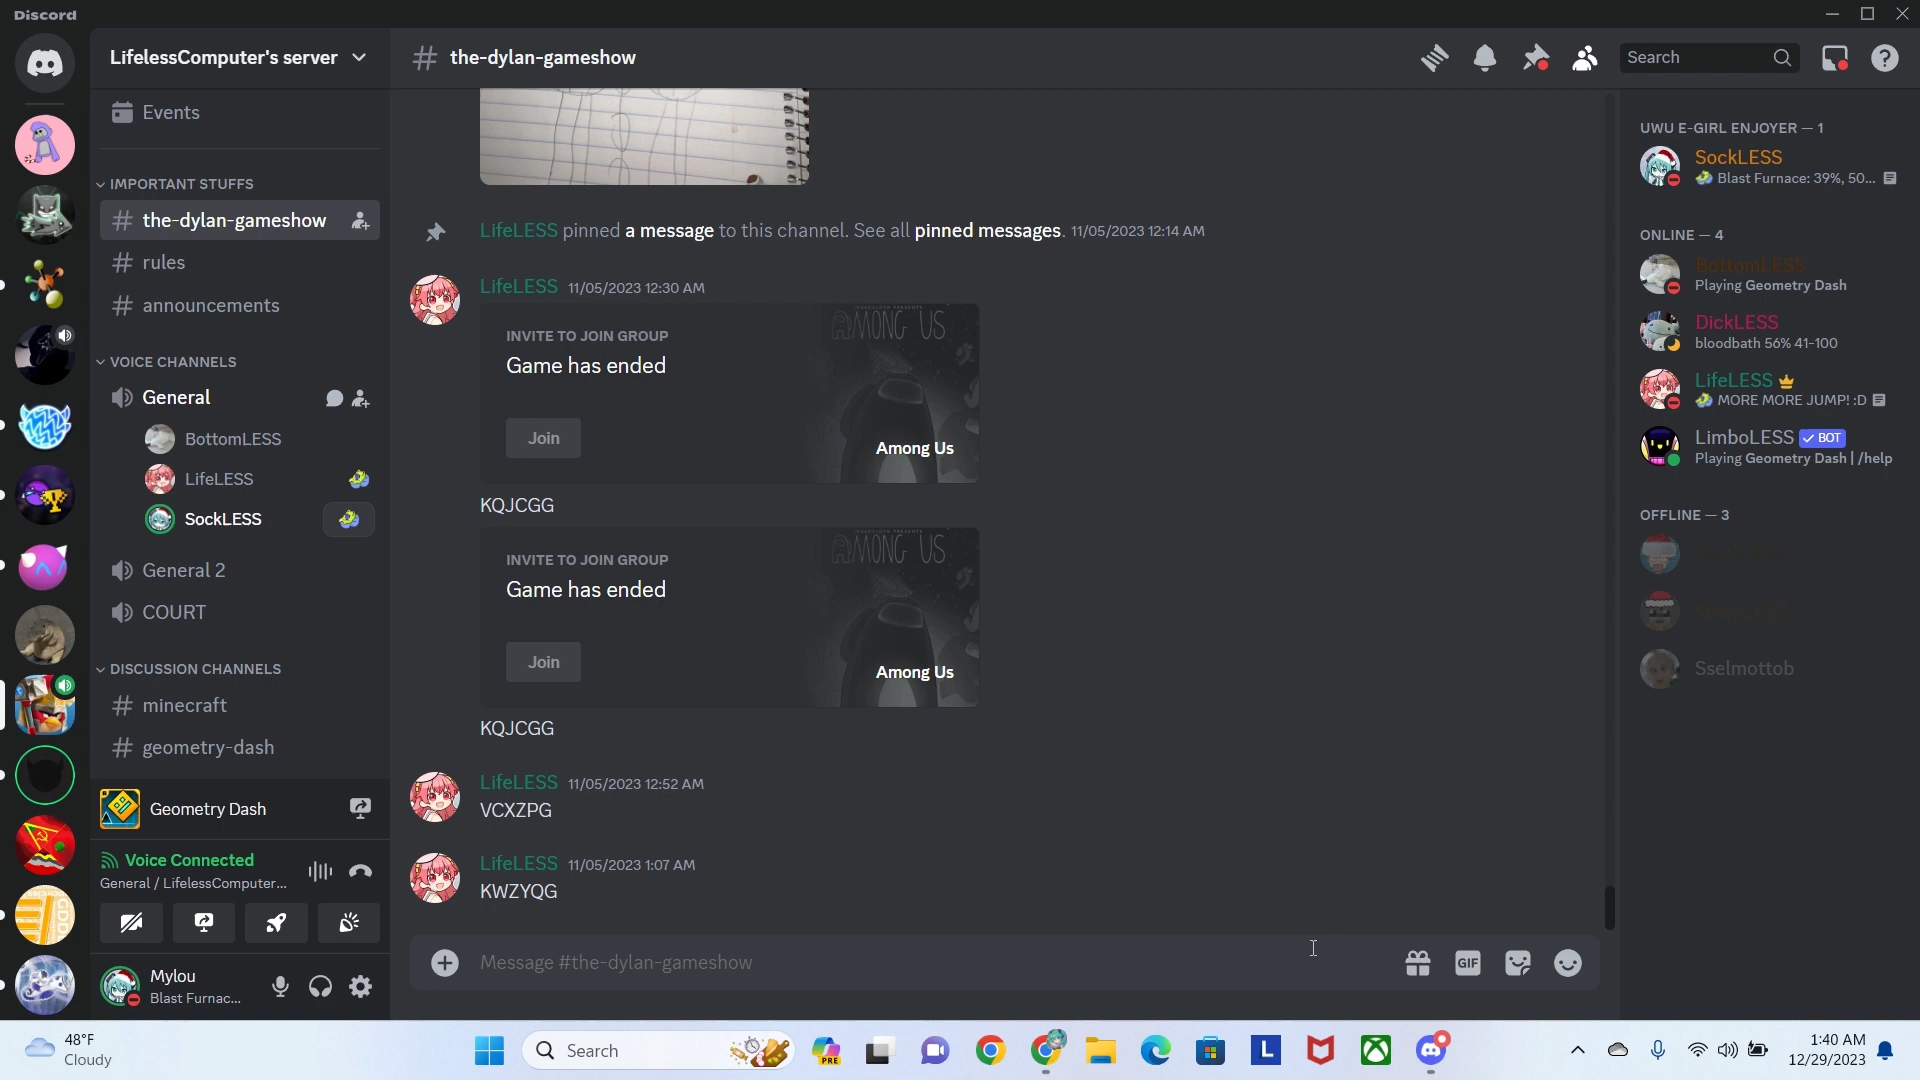 Discord
LifelessComputer's server
Events
IMPORTANT STUFFS
the-dylan-gameshow
rules
announcements
VOICE CHANNELS
General
BottomLESS
LifeLESS
SockLESS
General 2
COURT
DISCUSSION CHANNELS
minecraft
geometry-dash
Geometry Dash
Voice Connected
General / LifelessComputer...
Mylou
Blast Furnac...
# the-dylan-gameshow
Search
LifeLESS pinned a message to this channel. See all pinned messages. 11/05/2023 12:14 AM
LifeLESS 11/05/2023 12:30 AM
INVITE TO JOIN GROUP
Game has ended
Join
AMONG US
Among Us
KQJCGG
INVITE TO JOIN GROUP
Game has ended
Join
AMONG US
Among Us
KQJCGG
LifeLESS 11/05/2023 12:52 AM
VCXZPG
LifeLESS 11/05/2023 1:07 AM
KWZYQG
Message #the-dylan-gameshow
GIF
UWU E-GIRL ENJOYER — 1
SockLESS
Blast Furnace: 39%, 50...
ONLINE — 4
BottomLESS
Playing Geometry Dash
DickLESS
bloodbath 56% 41-100
LifeLESS
MORE MORE JUMP! :D
LimboLESS BOT
Playing Geometry Dash | /help
OFFLINE — 3
Sselmottob
48°F
Cloudy
Search
PRE
L
1:40 AM
12/29/2023